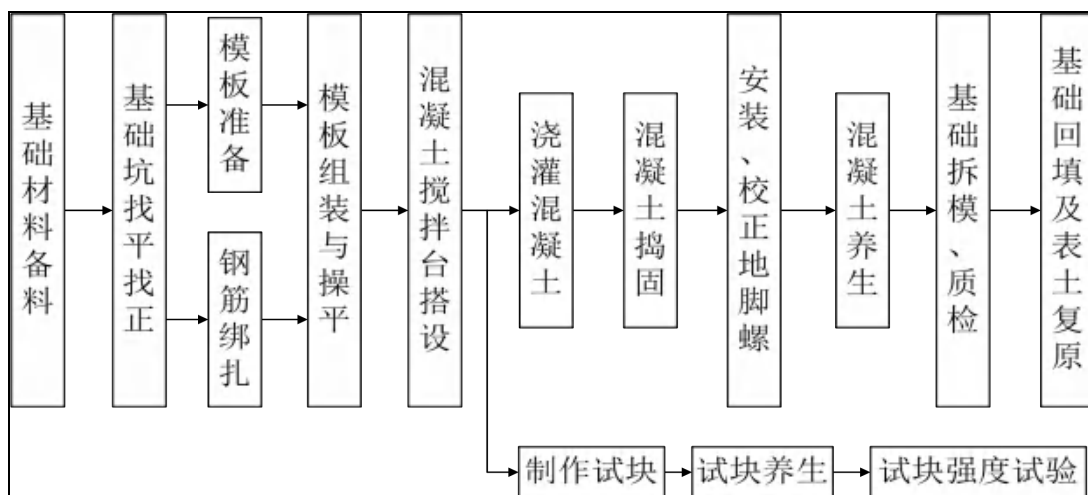 基础材料备料
基础坑找平找正
模板准备
钢筋绑扎
模板组装与操平
混凝土搅拌台搭设
浇灌混凝土
混凝土捣固
安装、校正地脚螺
混凝土养生
基础拆模、质检
基础回填及表土复原
制作试块
试块养生
试块强度试验